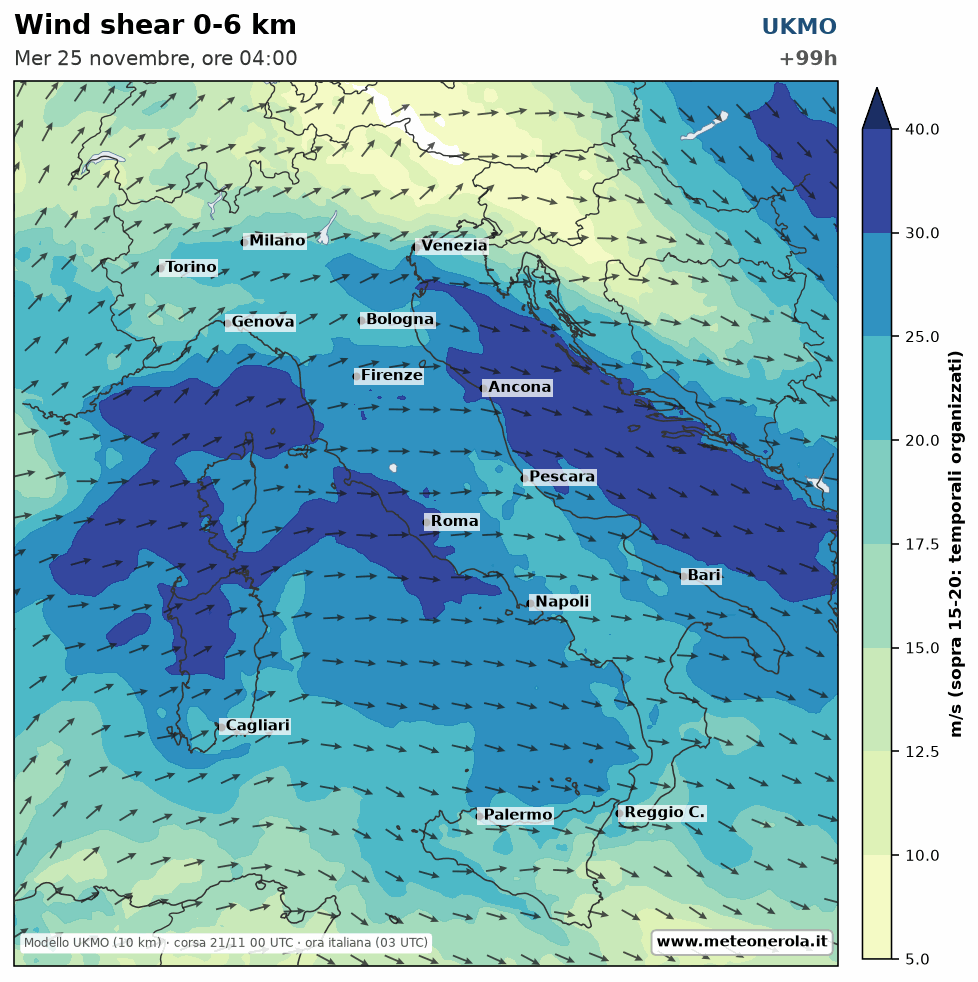 Wind shear 0-6 km
UKMO
Mer 25 novembre, ore 04:00
+99h
Milano
Venezia
Torino
Genova
Bologna
Firenze
Ancona
Pescara
Roma
Bari
Napoli
Cagliari
Palermo
Reggio C.
40.0
30.0
25.0
20.0
17.5
15.0
12.5
10.0
5.0
m/s (sopra 15-20: temporali organizzati)
Modello UKMO (10 km) · corsa 21/11 00 UTC · ora italiana (03 UTC)
www.meteonerola.it